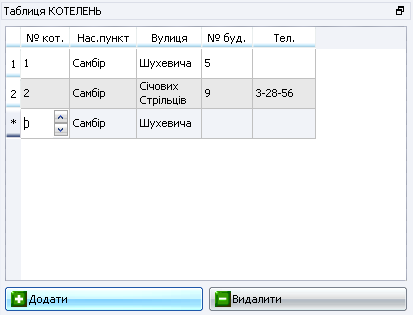 Таблиця КОТЕЛЕНЬ
№ кот. Нас.пункт Вулиця № буд. Тел.
1 1 Самбір Шухевича 5
2 2 Самбір Січових Стрільців 9 3-28-56
* 0 Самбір Шухевича
Додати Видалити